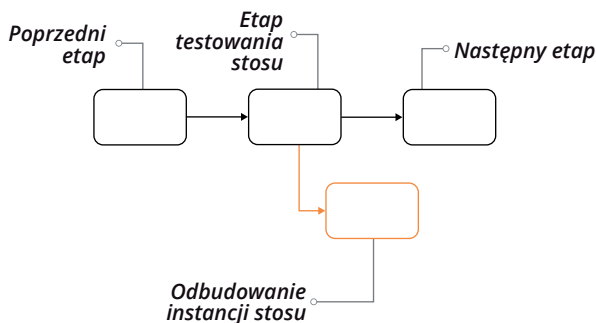 Poprzedni
etap
Etap
testowania
stosu
Następny etap
Odbudowanie
instancji stosu